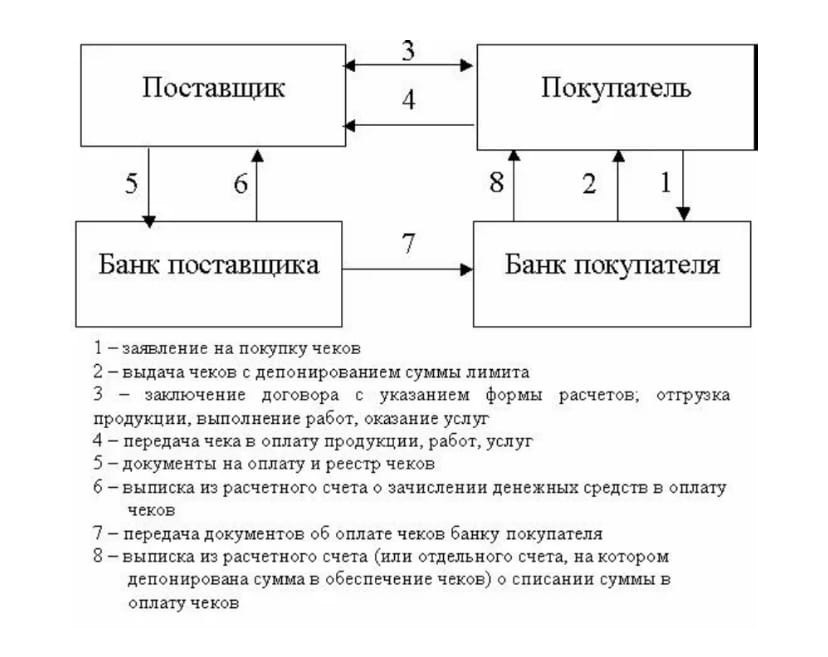 3
Поставщик
Покупатель
4
5
6
8
2
1
7
Банк поставщика
Банк покупателя
1 – заявление на покупку чеков
2 – выдача чеков с депонированием суммы лимита
3 – заключение договора с указанием формы расчетов; отгрузка
продукции, выполнение работ, оказание услуг
4 – передача чека в оплату продукции, работ, услуг
5 – документы на оплату и реестр чеков
6 – выписка из расчетного счета о зачислении денежных средств в оплату
чеков
7 – передача документов об оплате чеков банку покупателя
8 – выписка из расчетного счета (или отдельного счета, на котором
депонирована сумма в обеспечение чеков) о списании суммы в
оплату чеков